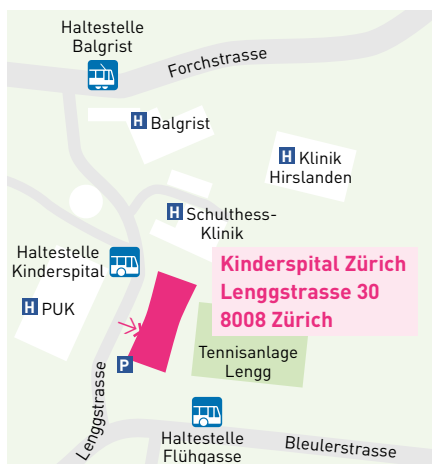 Haltestelle
Balgrist
Forchstrasse
H Balgrist
H Klinik
Hirslanden
H Schulthess-
Klinik
Haltestelle
Kinderspital
Kinderspital Zürich
Lenggstrasse 30
8008 Zürich
H PUK
Tennisanlage
Lengg
P
Lenggstrasse
Haltestelle
Flühgasse
Bleulerstrasse